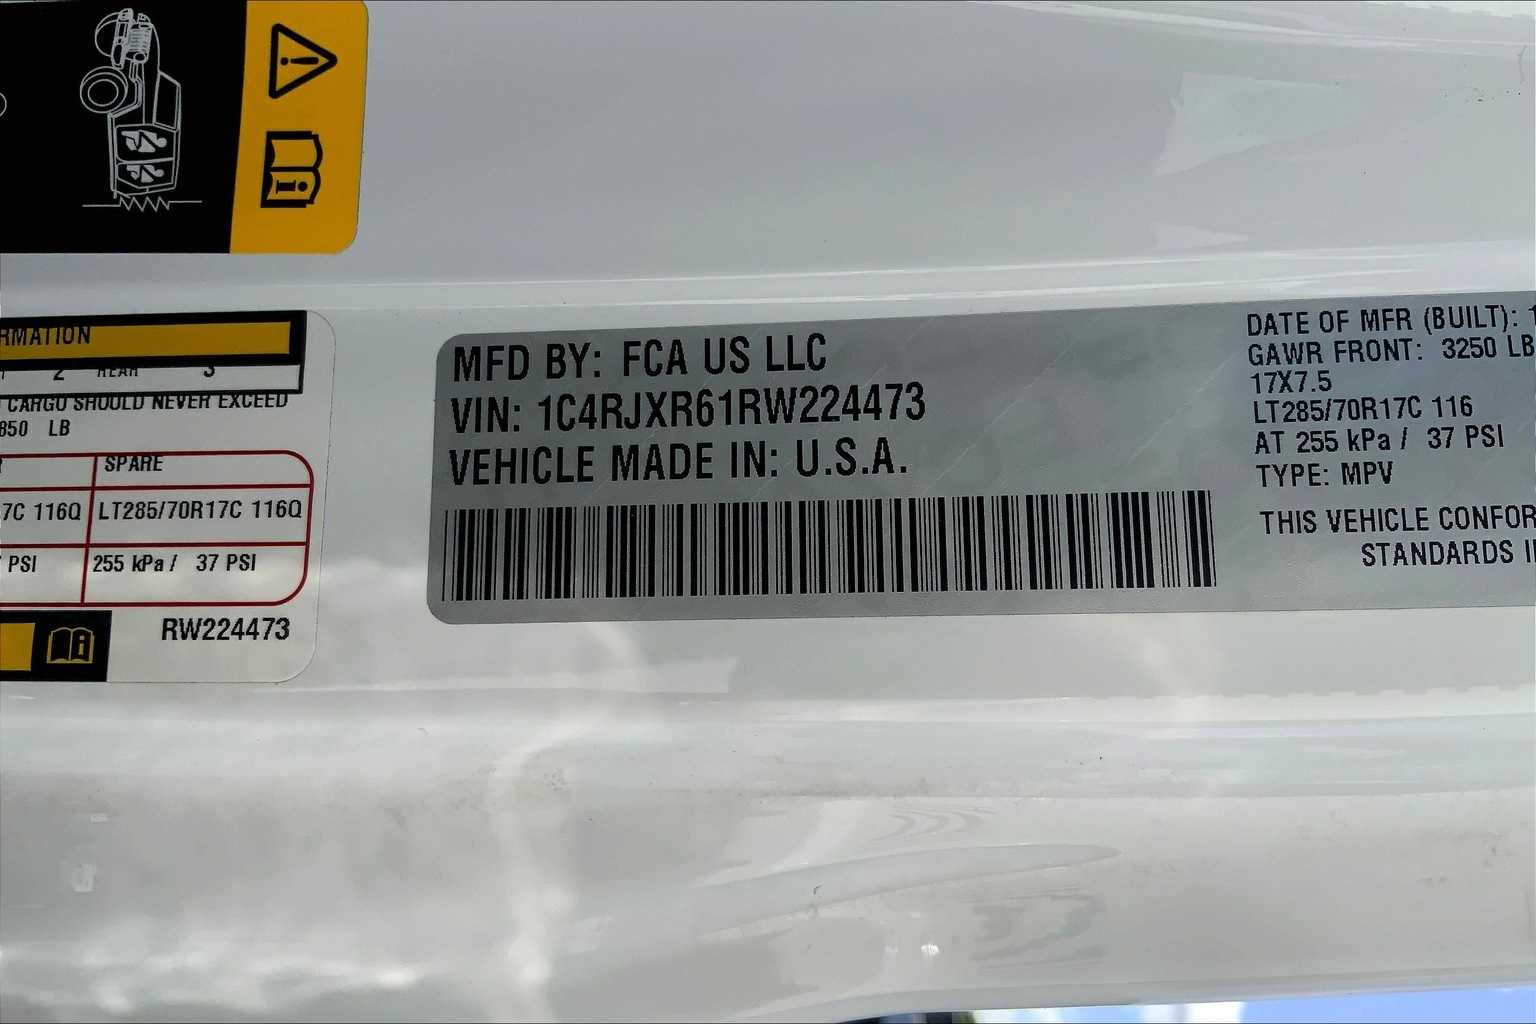 RMATION
2 REAR 3
CARGO SHOULD NEVER EXCEED
850 LB
SPARE
7C 116Q LT285/70R17C 116Q
PSI 255 kPa / 37 PSI
RW224473
MFD BY: FCA US LLC
VIN: 1C4RJXR61RW224473
VEHICLE MADE IN: U.S.A.
DATE OF MFR (BUILT): 1
GAWR FRONT: 3250 LB
17X7.5
LT285/70R17C 116
AT 255 kPa / 37 PSI
TYPE: MPV
THIS VEHICLE CONFOR
STANDARDS I